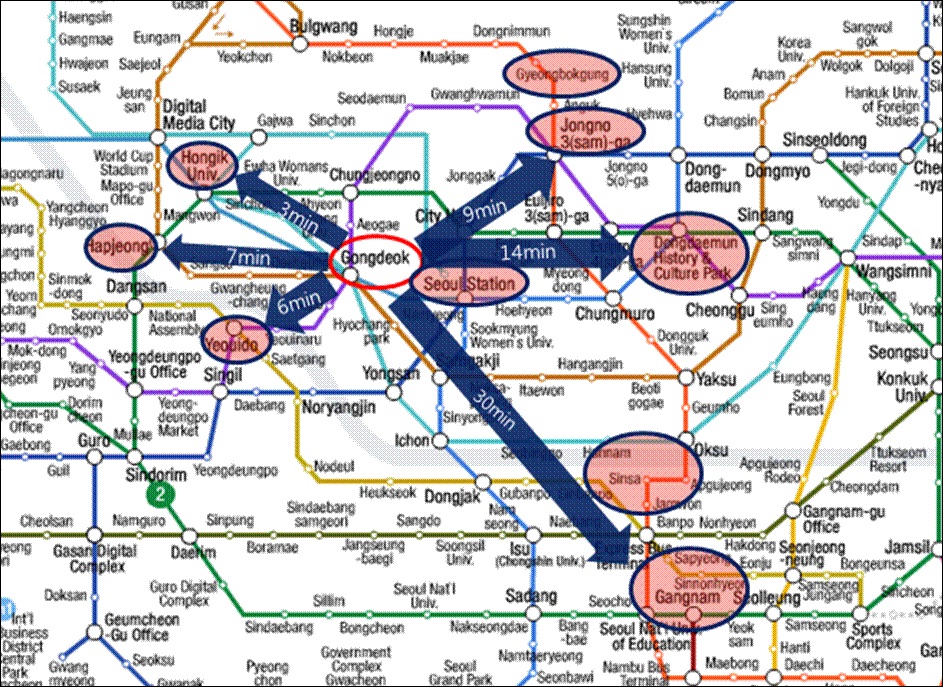 Haengsin
Gangmae
Hwajeon
Susaek
Gusan
Eungam
Saejeol
Jeung
san
Digital
Media City
World Cup
Stadium
Mapo-gu
Office
Mangwon
Bulgwang
Yeokchon
Nokbeon
Hongje
Muakjae
Dongnimmun
Gyeongbokgung
Anguk
Jongno
3(sam)-ga
Jonggak
Jongno
5(o)-ga
Dong-
daemun
Dongmyo
Sinseoldong
Jegi-dong
Sungshin
Women's
Univ.
Hansung
Univ.
Hyehwa
Korea
Univ.
Anam
Bomun
Changsin
Sangwol
gok
Wolgok
Dolgoji
Hankuk Univ.
of Foreign
Studies
Yongdu
Gajwa
Sinchon
Seodaemun
Gwanghwamun
Hongik
Univ.
Ewha Womans
Univ.
Sinchon
Ahyeon
Chungjeongno
Aeogae
City
Euljiro
3(sam)-ga
Sindang
Sangwang
simni
Sindap
Wangsimni
Dongdaemun
History &
Culture Park
3min
9min
14min
7min
6min
30min
Gongdeok
Hapjeong
Yangcheon
Hyanggyo
Sinmok
-dong
Dangsan
Seonyudo
National
Assembly
Omokgyo
Gwangheung
-chang
Yeouinaru
Yeouido
Saetgang
Seoul Station
Hoehyeon
Myeong
dong
Chungmuro
Cheonggu
Sing
eumho
Haeng
dang
Hanyang
Univ.
Ttukseom
Seongsu
Konkuk
Univ.
Hyochang
park
Sookmyung
Women's Univ.
Dongguk
Univ.
Yongsan
Hangangjin
Itaewon
Beoti
gogae
Yaksu
Geumho
Oksu
Eungbong
Seoul
Forest
Mok-dong
Yang
pyeong
Yeongdeungpo
-gu Office
Singil
Yeong-
deungpo
Market
Daebang
Noryangjin
Dorim
cheon
Mullae
Guro
Guil
Gaebong
Sindorim
Yeongdeungpo
2
Ichon
Hannam
Sinsa
Apgujeong
Jamwon
Apgujeong
Rodeo
Ttukseom
Resort
Cheongdam
Gangnam-gu
Office
Nodeul
Heukseok
Dongjak
Gubanpo
Banpo
Nonhyeon
Hakdong
Express Bus
Terminal
Jamsil
Cheolsan
Namguro
Sinpung
Sindaebang
samgeori
Sangdo
Nam
seong
Gasan Digital
Complex
Daerim
Boramae
Jangseung
-baegi
Soongsil
Univ.
Isu
(Chongshin Univ.)
Sapyeong
Sinnonhyeon
Gangnam
Eonju
Seonjeong
-neung
Samseong
Jungang
Bongeunsa
Doksan
Guro Digital
Complex
Sillim
Seoul Nat'l
Univ.
Sadang
Seocho
Seolleung
Sindaebang
Bongcheon
Nakseongdae
Bang
-bae
Seoul Nat'l Univ.
of Education
Yeok
sam
Samseong
Sports
Complex
Sincheon
Geumcheon
-Gu Office
Seoksu
Gwanak
Gwang
myeong
Pyeong
chon
Government
Complex
Gwacheon
Seoul
Grand Park
Namtaeryeong
Seonbawi
Nambu Bus
Terminal
Maebong
Hanti
Daechi
Daecheong